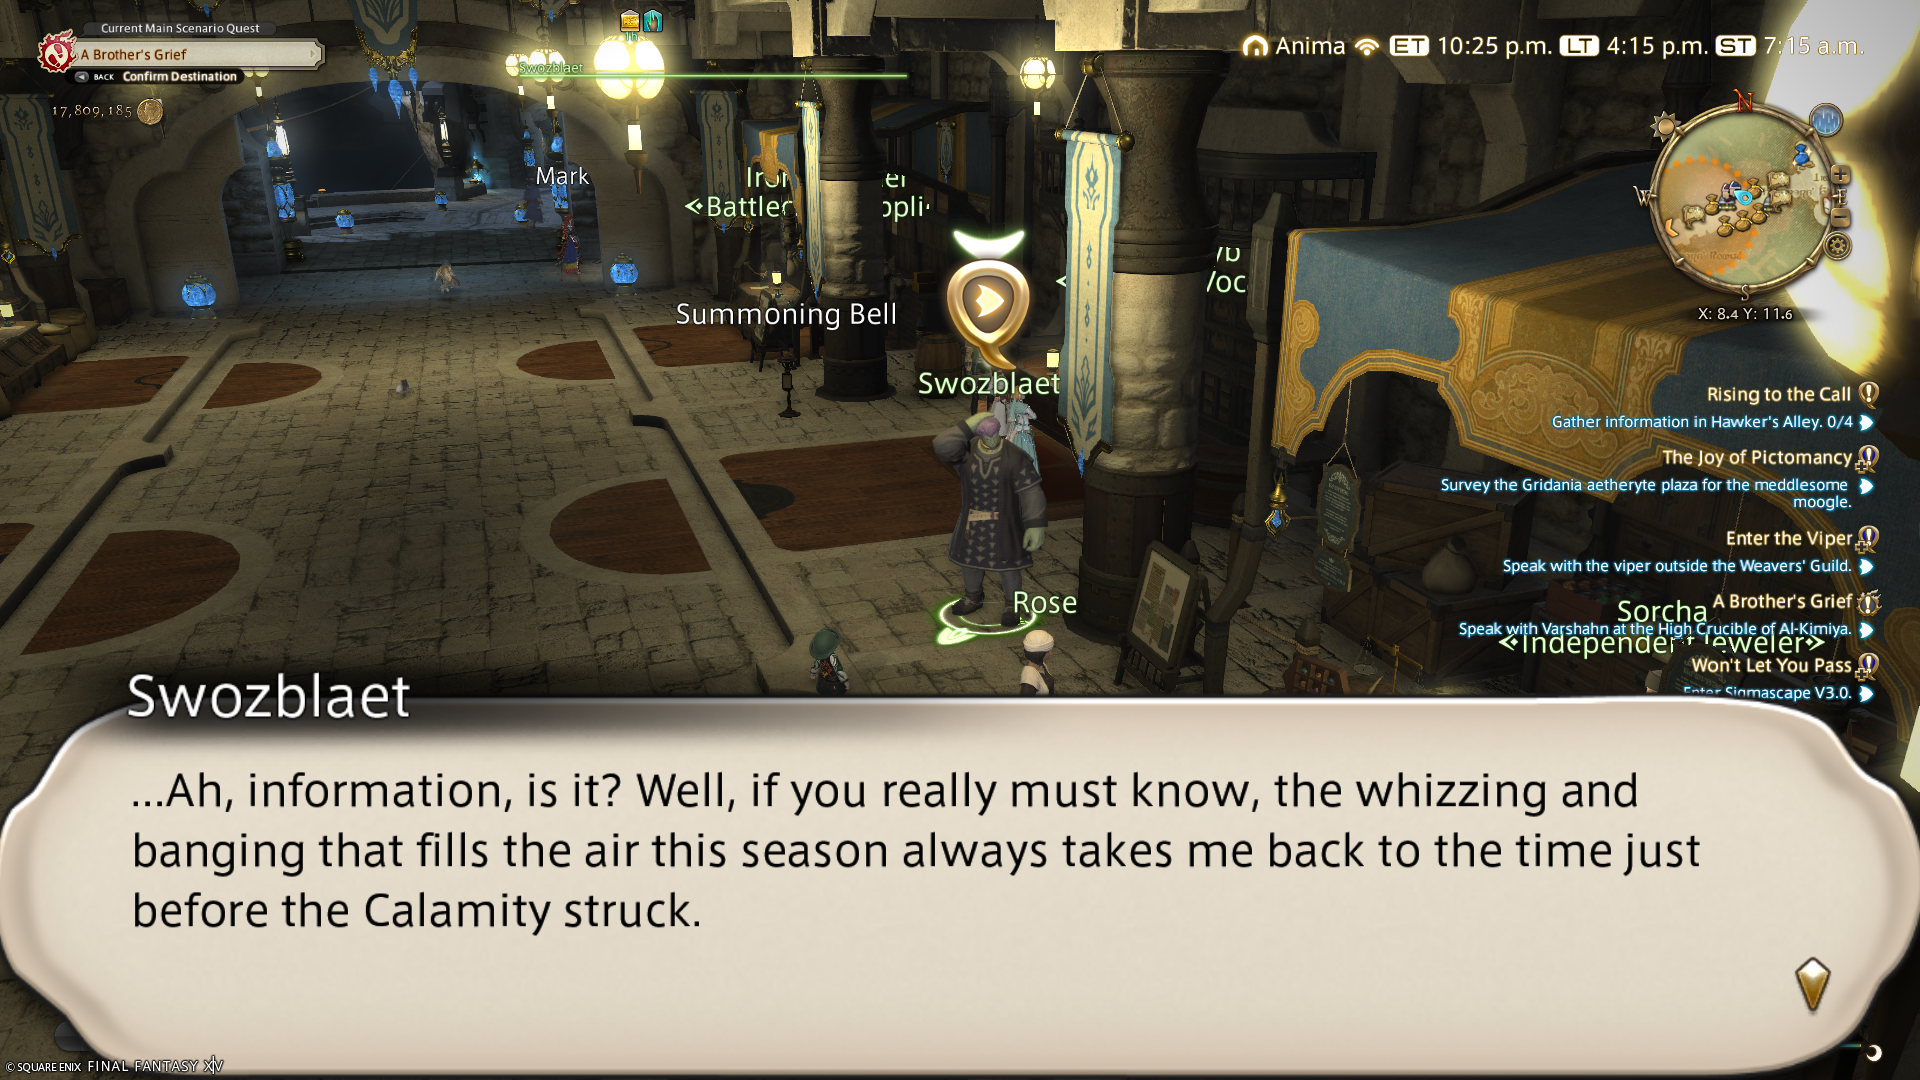 Current Main Scenario Quest
A Brother's Grief
BACK Confirm Destination
17,809,185
Swozblaet
Anima ET 10:25 p.m. LT 4:15 p.m. ST 7:15 a.m.
N
W
E
S
X: 8.4 Y: 11.6
Mark
Summoning Bell
Swozblaet
Rose
Rising to the Call
Gather information in Hawker's Alley. 0/4
The Joy of Pictomancy
Survey the Gridania aetheryte plaza for the meddlesome
moogle.
Enter the Viper
Speak with the viper outside the Weavers' Guild.
A Brother's Grief
Sorcha
Speak with Varshahn at the High Crucible of Al-Kimiya.
«Independent Jeweler»
Won't Let You Pass
Enter Sigmascape V3.0.
Swozblaet
...Ah, information, is it? Well, if you really must know, the whizzing and
banging that fills the air this season always takes me back to the time just
before the Calamity struck.
© SQUARE ENIX FINAL FANTASY XIV